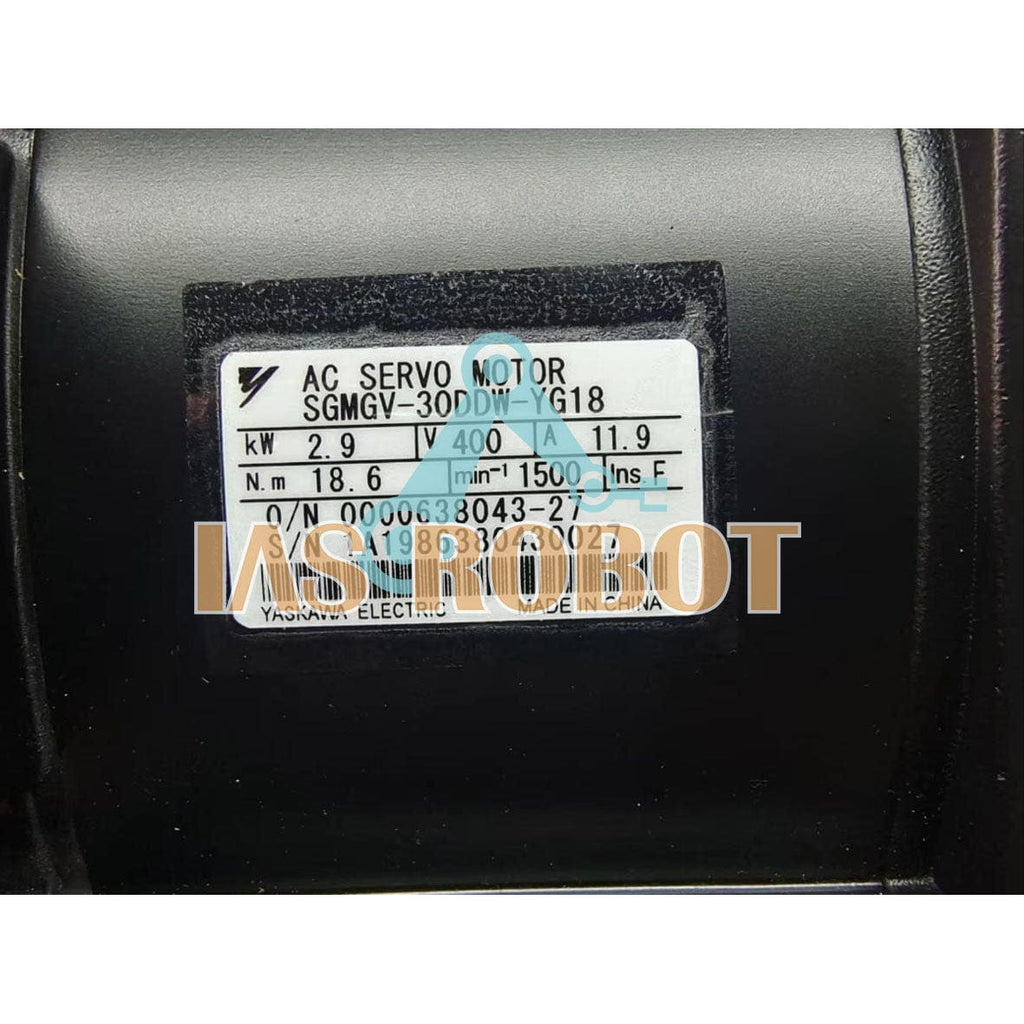 AC SERVO MOTOR
SGMGV-30DDW-YG18
kW 2.9 V 400 A 11.9
N.m 18.6 min-1 1500 Ins. F
O/N 0000638043-27
S/N 1A1986380430027
IAS ROBOT
YASKAWA ELECTRIC MADE IN CHINA